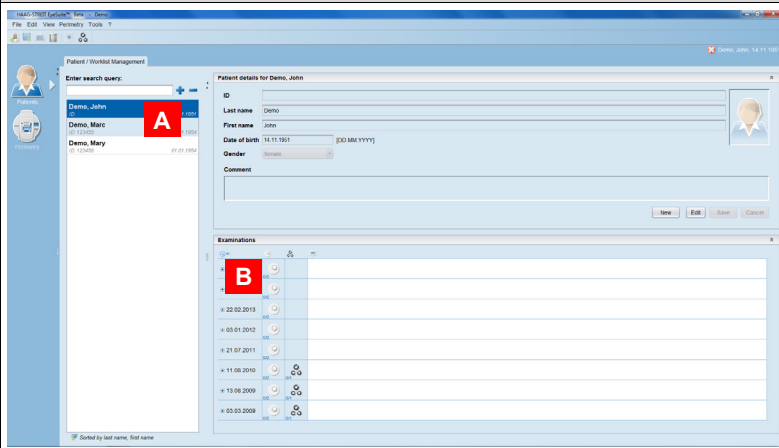 HAAG-STREIT EyeSuite™ Beta - Demo
File Edit View Perimetry Tools ?
Demo, John, 14.11.195
Patient / Worklist Management
Enter search query:
Patients
Perimetry
Demo, John
ID
1951
A
Demo, Marc
ID 123455
1954
Demo, Mary
ID 123456
01.01.1954
Sorted by last name, first name
Patient details for Demo, John
ID
Last name Demo
First name John
Date of birth 14.11.1951 [DD.MM.YYYY]
Gender female
Comment
New Edit Save Cancel
Examinations
B
22.02.2013
03.01.2012
21.07.2011
11.08.2010
13.08.2009
03.03.2009